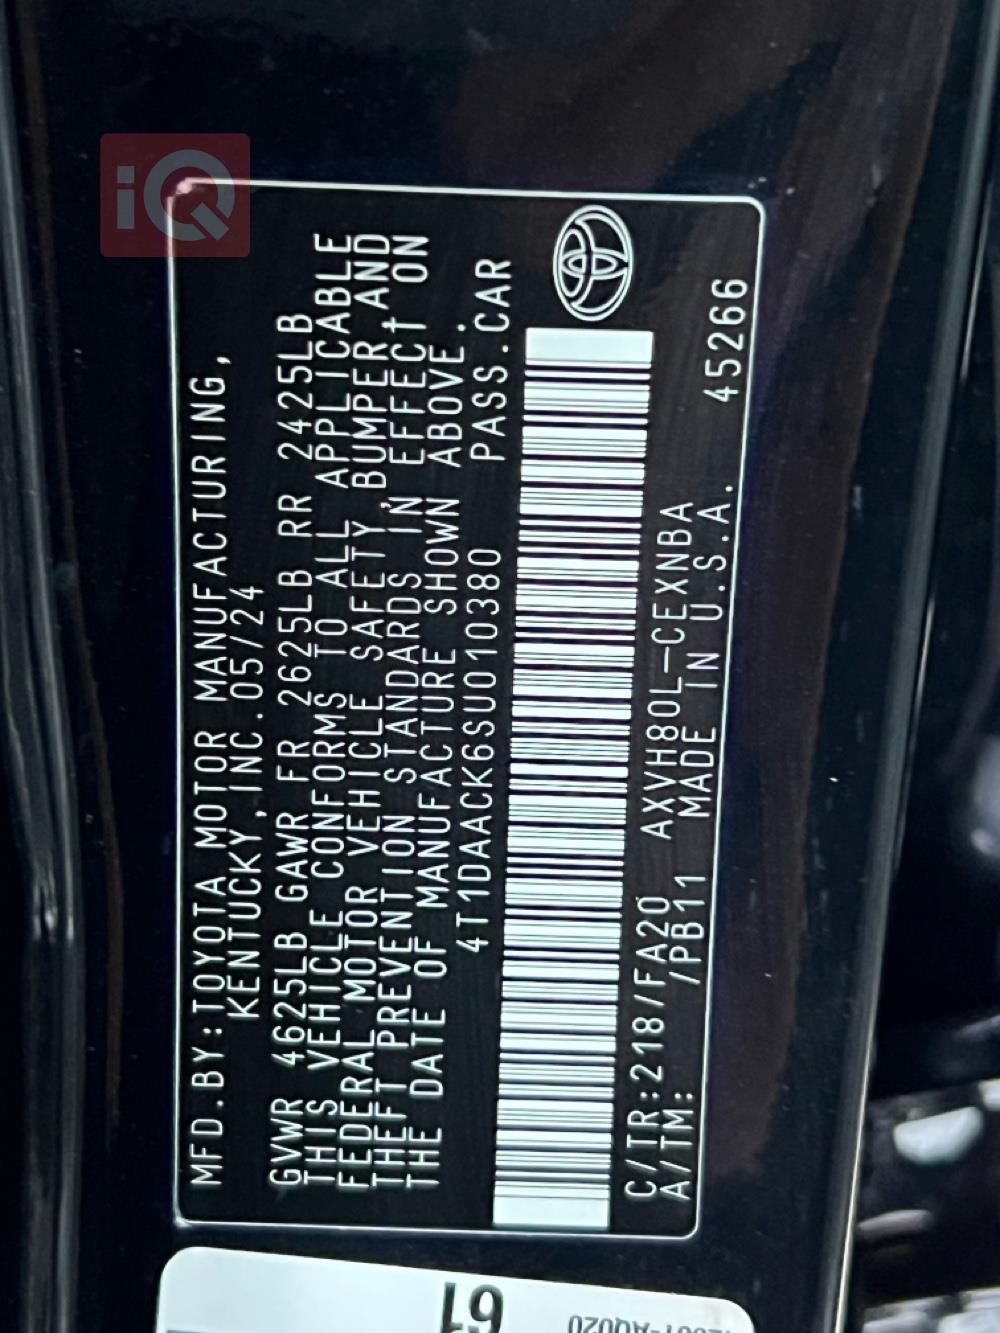 iQ
MFD.BY:TOYOTA MOTOR MANUFACTURING,
KENTUCKY,INC.05/24
GVWR 4625LB GAWR FR 2625LB RR 2425LB
THIS VEHICLE CONFORMS TO ALL APPLICABLE
FEDERAL MOTOR VEHICLE SAFETY,BUMPER,AND
THEFT PREVENTION STANDARDS IN EFFECT ON
THE DATE OF MANUFACTURE SHOWN ABOVE.
4T1DAACK6SU010380 PASS.CAR
C/TR:218/FA20 AXVH80L-CEXNBA
A/TM: /PB11 MADE IN U.S.A. 45266
61